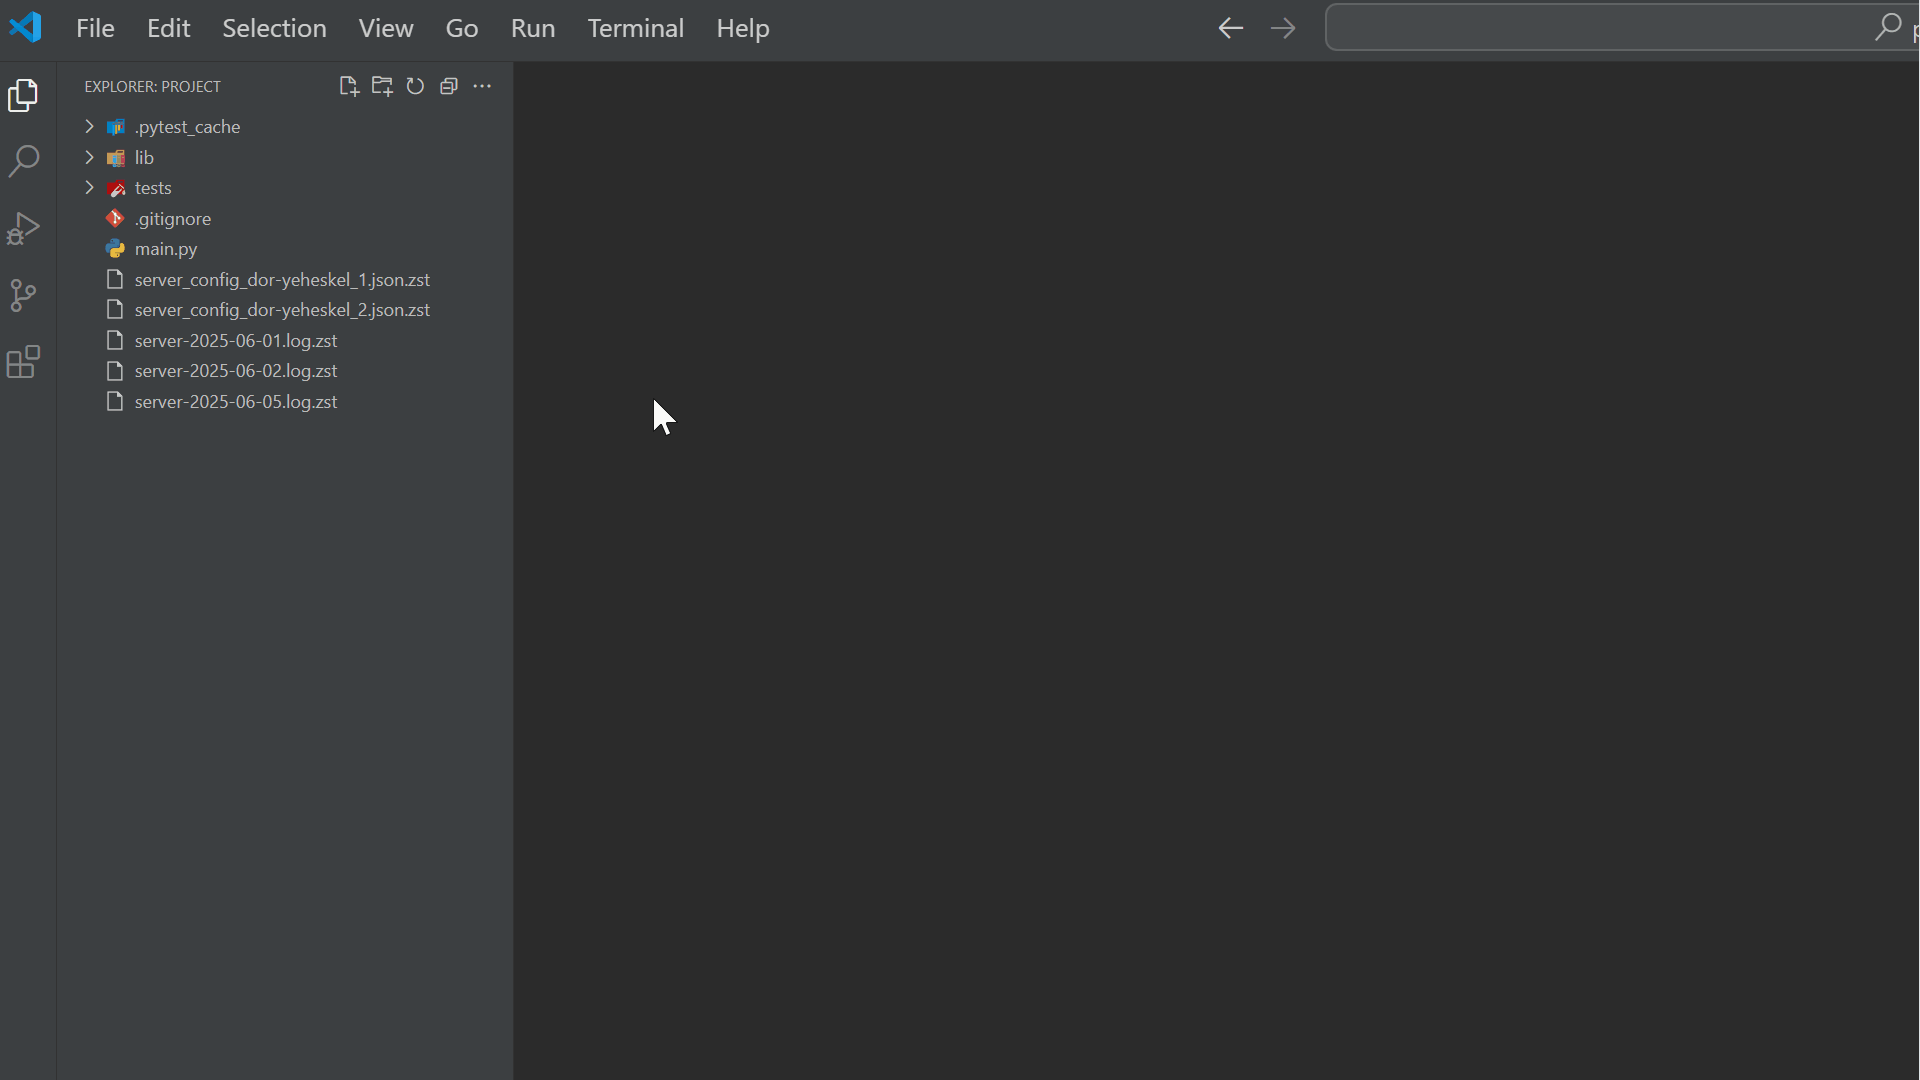 File Edit Selection View Go Run Terminal Help
EXPLORER: PROJECT
.pytest_cache
lib
tests
.gitignore
main.py
server_config_dor-yeheskel_1.json.zst
server_config_dor-yeheskel_2.json.zst
server-2025-06-01.log.zst
server-2025-06-02.log.zst
server-2025-06-05.log.zst